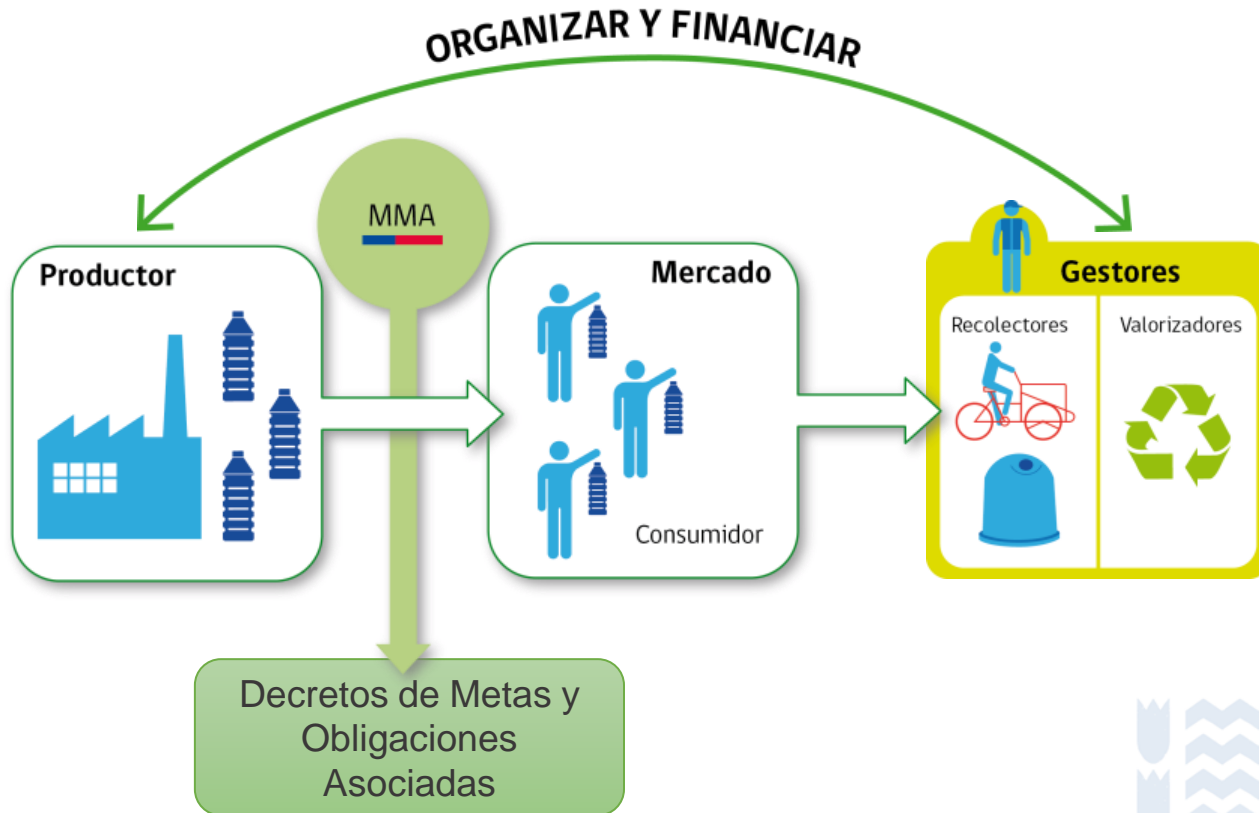 ORGANIZAR Y FINANCIAR
MMA
Productor
Mercado
Consumidor
Gestores
Recolectores
Valorizadores
Decretos de Metas y
Obligaciones
Asociadas